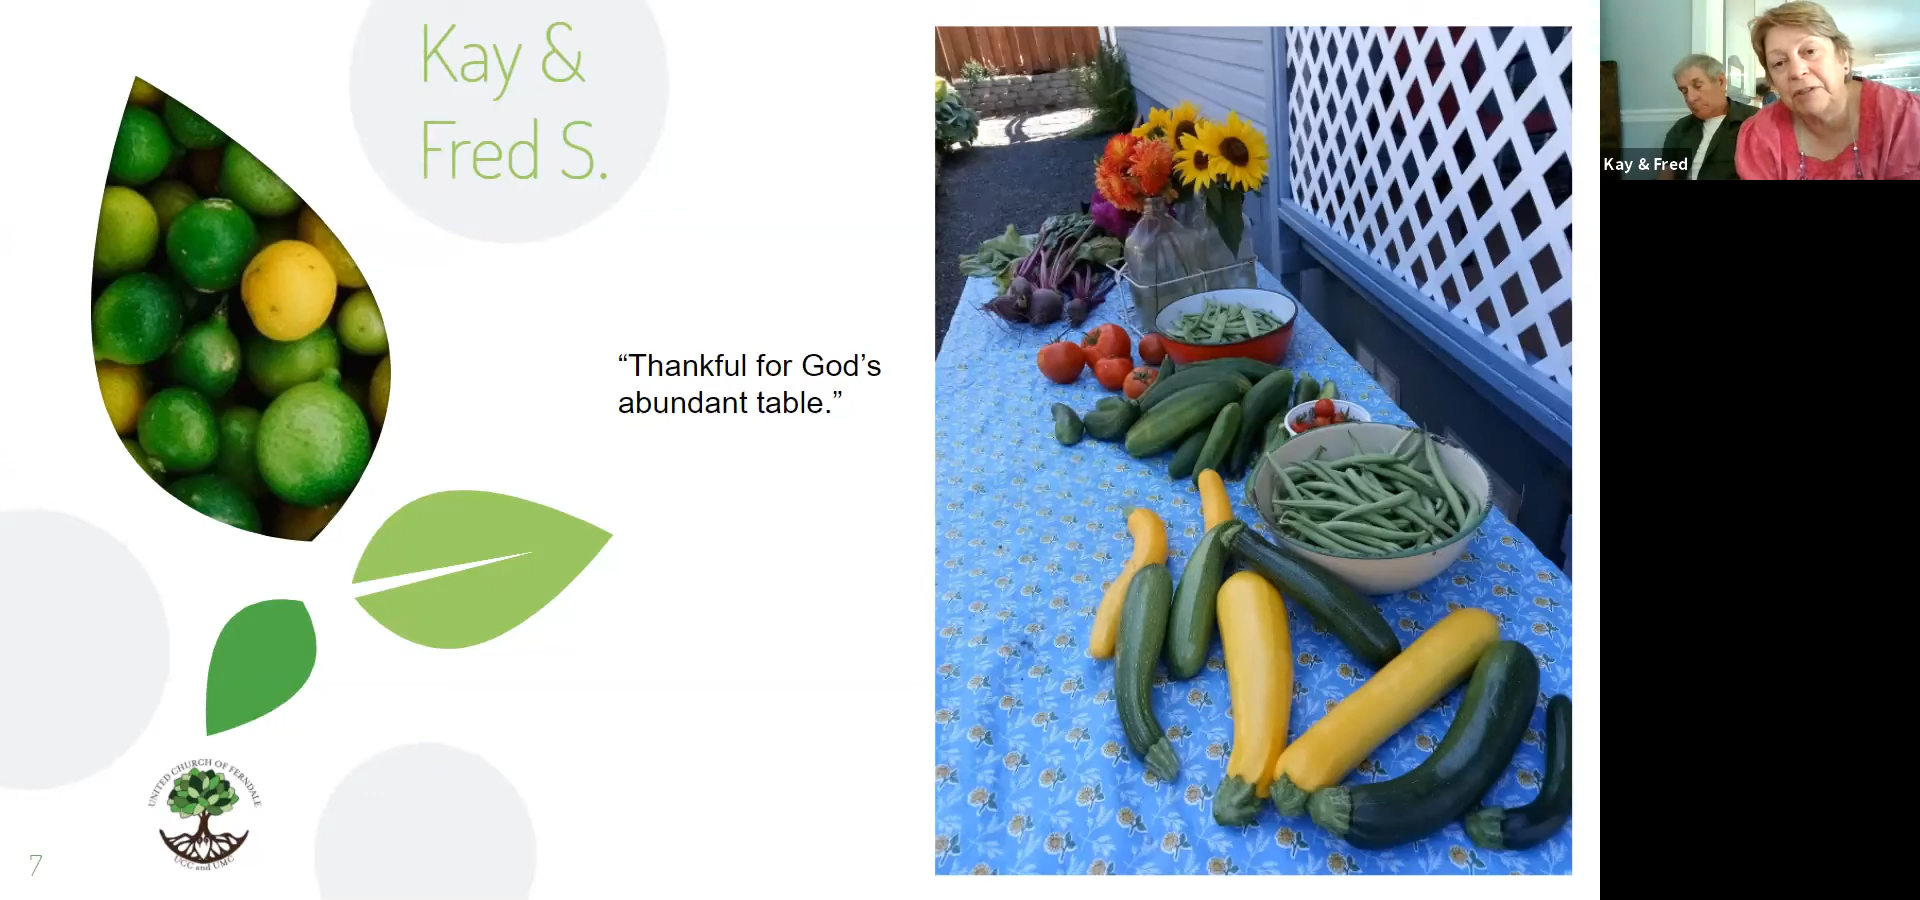 Kay &
Fred S.
“Thankful for God’s
abundant table.”
Kay & Fred
UNITED CHURCH OF FERNDALE
UCC and UMC
7